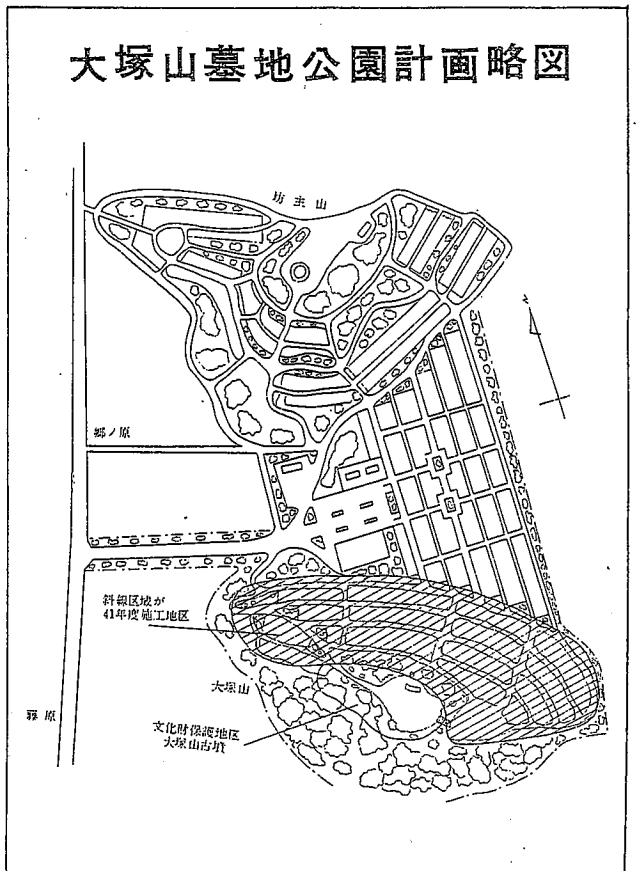 大塚山墓地公園計画略図
坊主山
郷ノ原
斜線区域が
41年度施工地区
大塚山
藤原
文化財保護地区
大塚山古墳